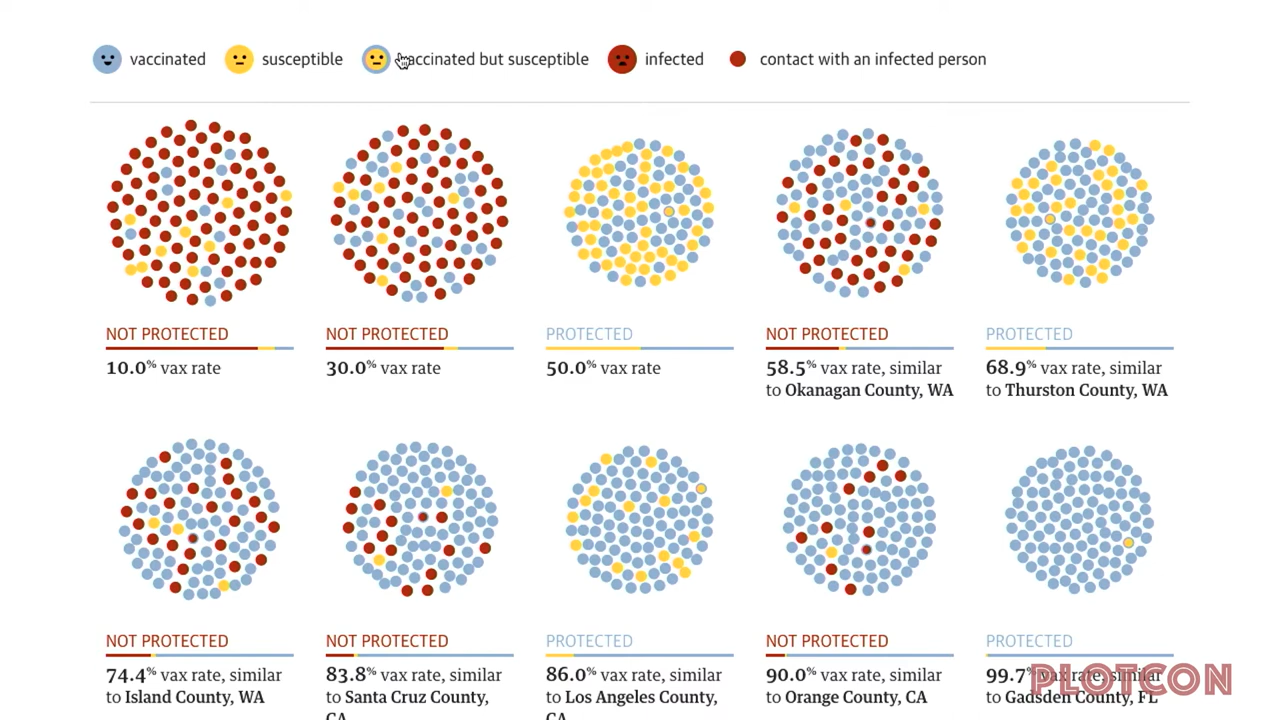 vaccinated susceptible accinated but susceptible infected contact with an infected person
NOT PROTECTED
10.0% vax rate
NOT PROTECTED
30.0% vax rate
PROTECTED
50.0% vax rate
NOT PROTECTED
58.5% vax rate, similar
to Okanagan County, WA
PROTECTED
68.9% vax rate, similar
to Thurston County, WA
NOT PROTECTED
74.4% vax rate, similar
to Island County, WA
NOT PROTECTED
83.8% vax rate, similar
to Santa Cruz County,
CA
PROTECTED
86.0% vax rate, similar
to Los Angeles County,
CA
NOT PROTECTED
90.0% vax rate, similar
to Orange County, CA
PROTECTED
99.7% vax rate, similar
to Gadsden County, FL
PLOTCON